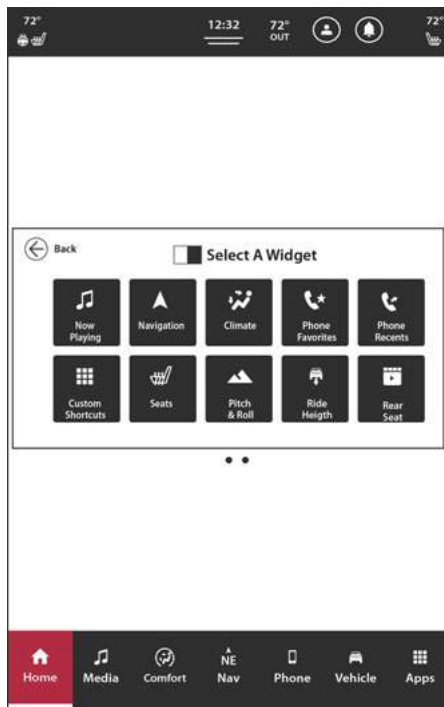 72°
12:32
72°
OUT
72°
Back
Select A Widget
Now
Playing
Navigation
Climate
Phone
Favorites
Phone
Recents
Custom
Shortcuts
Seats
Pitch
& Roll
Ride
Heigth
Rear
Seat
Home
Media
Comfort
NE
Nav
Phone
Vehicle
Apps